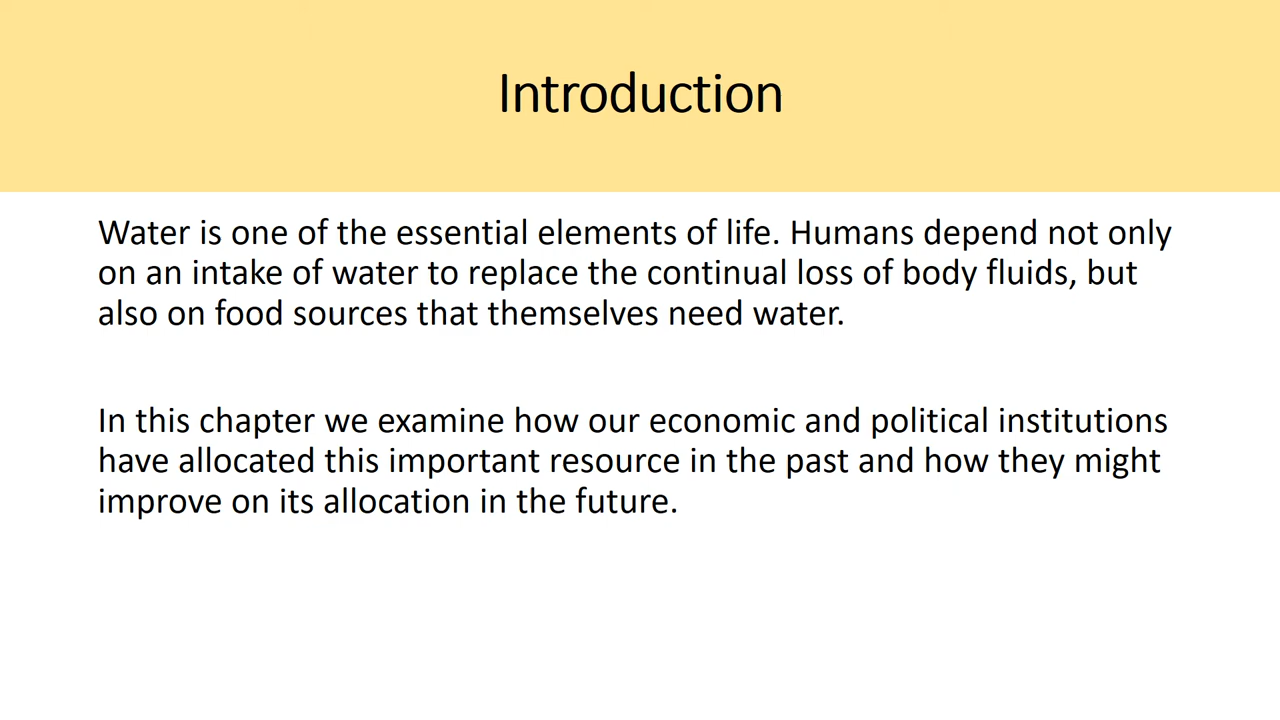 Introduction
Water is one of the essential elements of life. Humans depend not only
on an intake of water to replace the continual loss of body fluids, but
also on food sources that themselves need water.
In this chapter we examine how our economic and political institutions
have allocated this important resource in the past and how they might
improve on its allocation in the future.